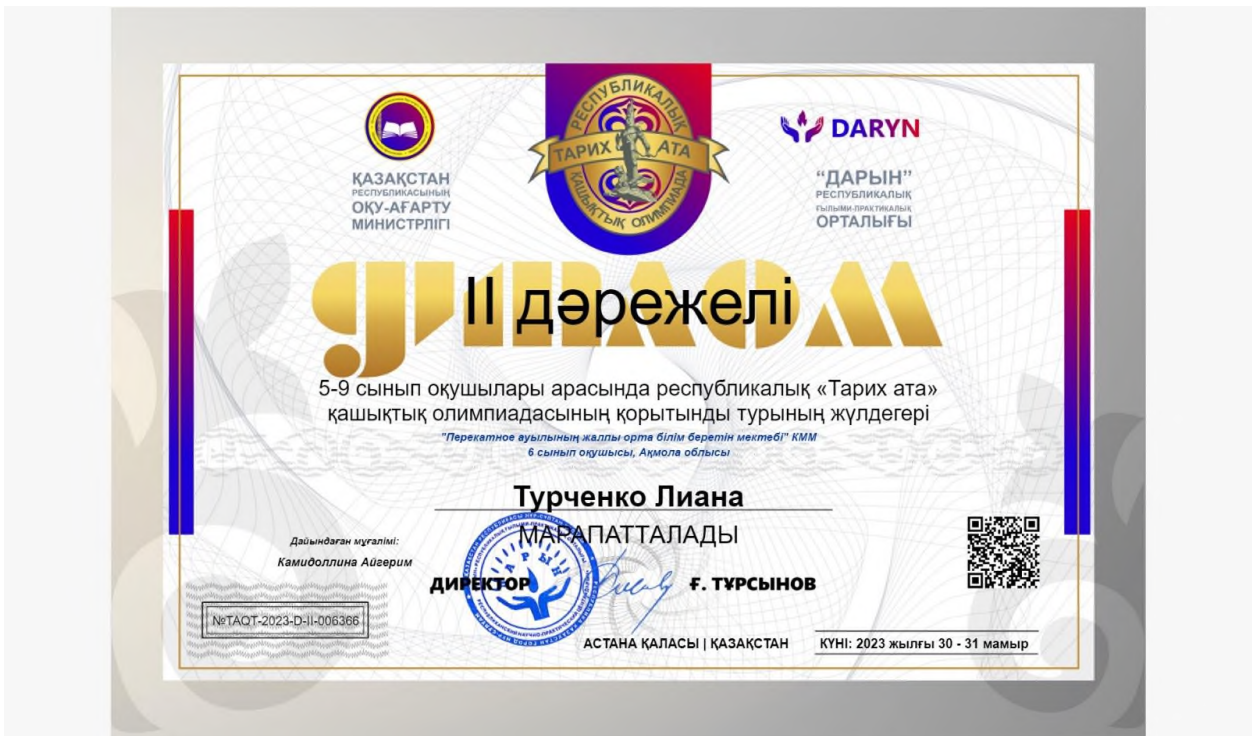 ҚАЗАҚСТАН
РЕСПУБЛИКАСЫНЫҢ
ОҚУ-АҒАРТУ
МИНИСТРЛІГІ
РЕСПУБЛИКАЛЫҚ
ТАРИХ АТА
ҚАШЫҚТЫҚ ОЛИМПИАДА
DARYN
“ДАРЫН”
РЕСПУБЛИКАЛЫҚ
ҒЫЛЫМИ-ПРАКТИКАЛЫҚ
ОРТАЛЫҒЫ
ДИПЛОМ
II дәрежелі
5-9 сынып оқушылары арасында республикалық «Тарих ата»
қашықтық олимпиадасының қорытынды турының жүлдегері
"Перекатное ауылының жалпы орта білім беретін мектебі" КММ
6 сынып оқушысы, Ақмола облысы
Турченко Лиана
МАРАПАТТАЛАДЫ
Дайындаған мұғалімі:
Камидоллина Айгерим
ДИРЕКТОР
Ғ. ТҰРСЫНОВ
ДАРЫН
№TAQT-2023-D-II-006366
АСТАНА ҚАЛАСЫ | ҚАЗАҚСТАН
КҮНІ: 2023 жылғы 30 - 31 мамыр